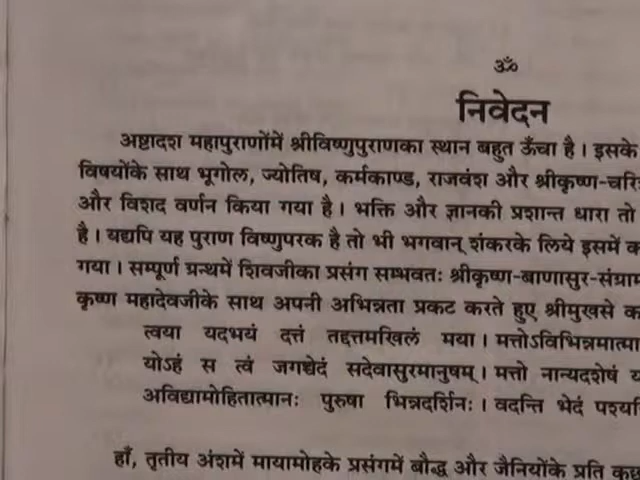 ॐ
निवेदन
अष्टादश महापुराणोंमें श्रीविष्णुपुराणका स्थान बहुत ऊँचा है। इसके
विषयोंके साथ भूगोल, ज्योतिष, कर्मकाण्ड, राजवंश और श्रीकृष्ण-चरि
और विशद वर्णन किया गया है। भक्ति और ज्ञानकी प्रशान्त धारा तो
है। यद्यपि यह पुराण विष्णुपरक है तो भी भगवान् शंकरके लिये इसमें क
गया। सम्पूर्ण ग्रन्थमें शिवजीका प्रसंग सम्भवतः श्रीकृष्ण-बाणासुर-संग्राम
कृष्ण महादेवजीके साथ अपनी अभिन्नता प्रकट करते हुए श्रीमुखसे क
त्वया यदभयं दत्तं तद्दत्तमखिलं मया। मत्तोऽविभिन्नमात्मा
योऽहं स त्वं जगच्चेदं सदेवासुरमानुषम्। मत्तो नान्यदशेषं य
अविद्यामोहितात्मानः पुरुषा भिन्नदर्शिनः। वदन्ति भेदं पश्यति
हाँ, तृतीय अंशमें मायामोहके प्रसंगमें बौद्ध और जैनियोंके प्रति कुछ